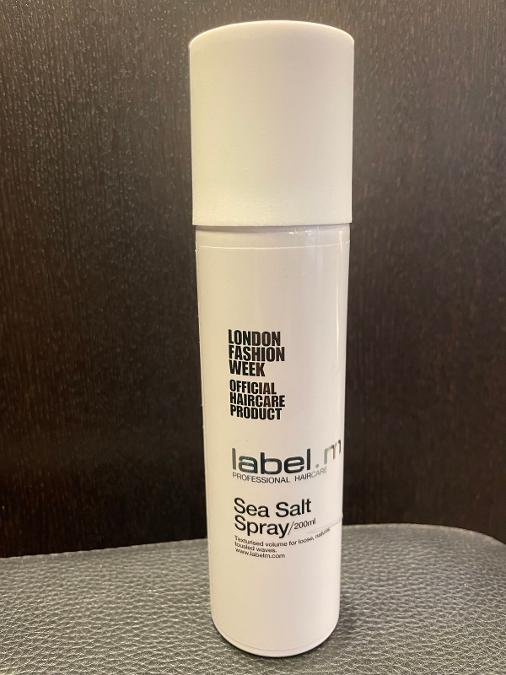 LONDON
FASHION
WEEK
OFFICIAL
HAIRCARE
PRODUCT
label.m
PROFESSIONAL HAIRCARE
Sea Salt
Spray/200ml
Texturised volume for loose, natural,
tousled waves.
www.labelm.com